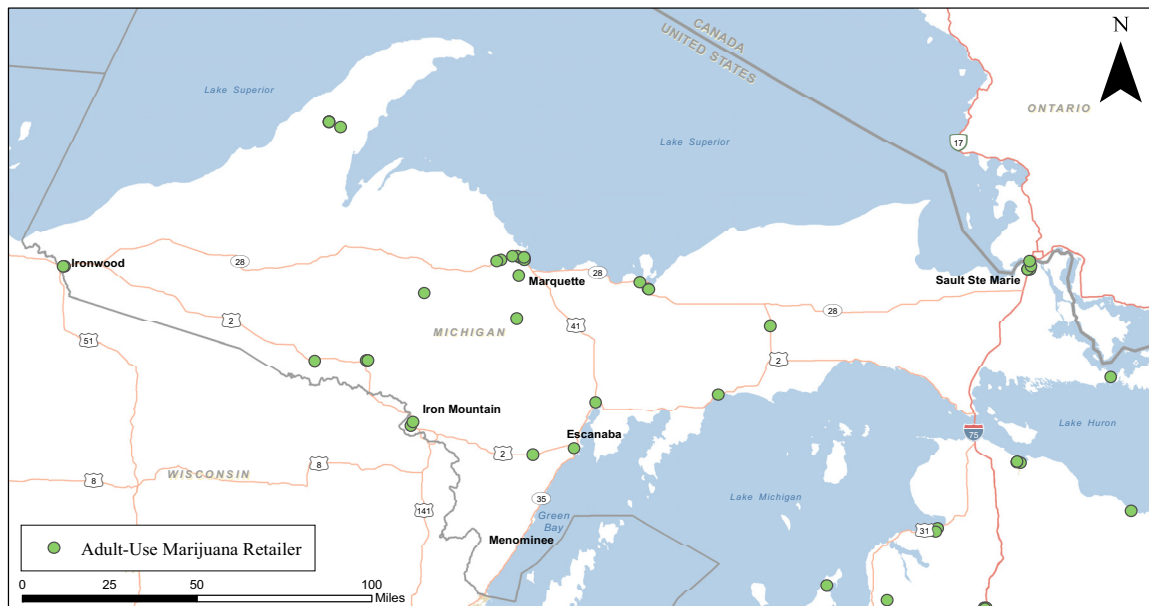 CANADA
UNITED STATES
N
Lake Superior
ONTARIO
Lake Superior
17
Ironwood
28
28
Marquette
Sault Ste Marie
28
2
MICHIGAN
41
51
2
Iron Mountain
Lake Huron
75
Escanaba
2
8
WISCONSIN
8
35
Lake Michigan
141
Green
Bay
31
Menominee
Adult-Use Marijuana Retailer
0 25 50 100
Miles